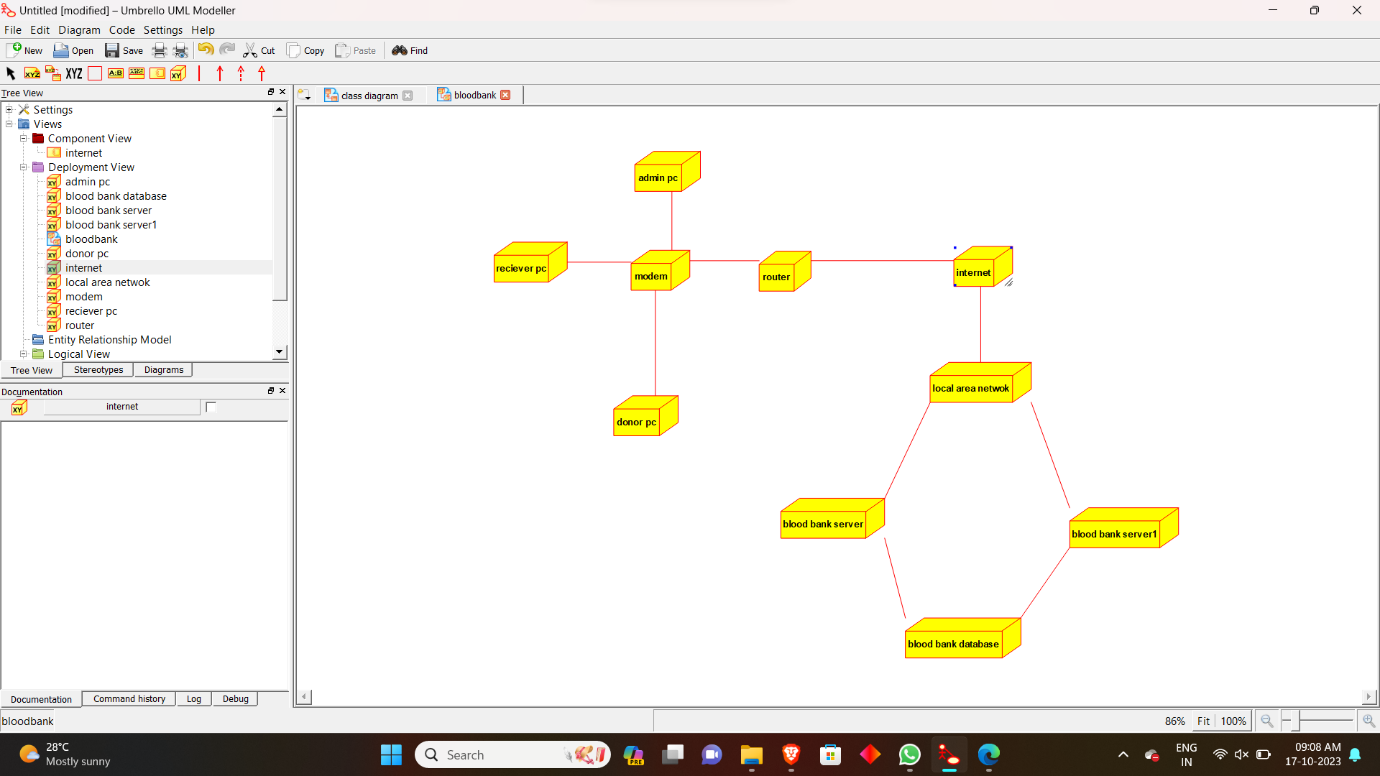 Untitled [modified] – Umbrello UML Modeller
File Edit Diagram Code Settings Help
New Open Save Cut Copy Paste Find
XYZ
Tree View
class diagram bloodbank
Settings
Views
Component View
internet
Deployment View
admin pc
blood bank database
blood bank server
blood bank server1
bloodbank
donor pc
internet
local area netwok
modem
reciever pc
router
Entity Relationship Model
Logical View
Tree View Stereotypes Diagrams
Documentation
internet
Documentation Command history Log Debug
admin pc
reciever pc
modem
router
internet
local area netwok
donor pc
blood bank server
blood bank server1
blood bank database
bloodbank
86% Fit 100%
28°C
Mostly sunny
Search
PRE
ENG
IN
09:08 AM
17-10-2023